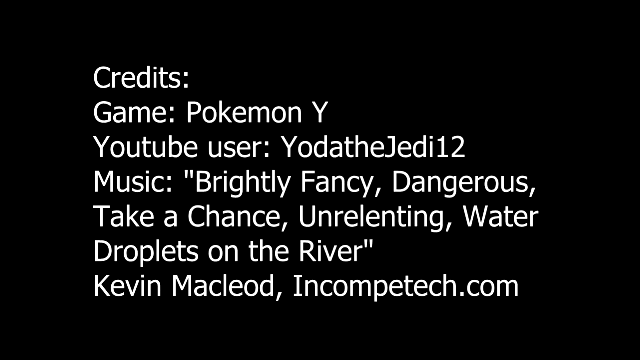 Credits:
Game: Pokemon Y
Youtube user: YodatheJedi12
Music: "Brightly Fancy, Dangerous,
Take a Chance, Unrelenting, Water
Droplets on the River"
Kevin Macleod, Incompetech.com